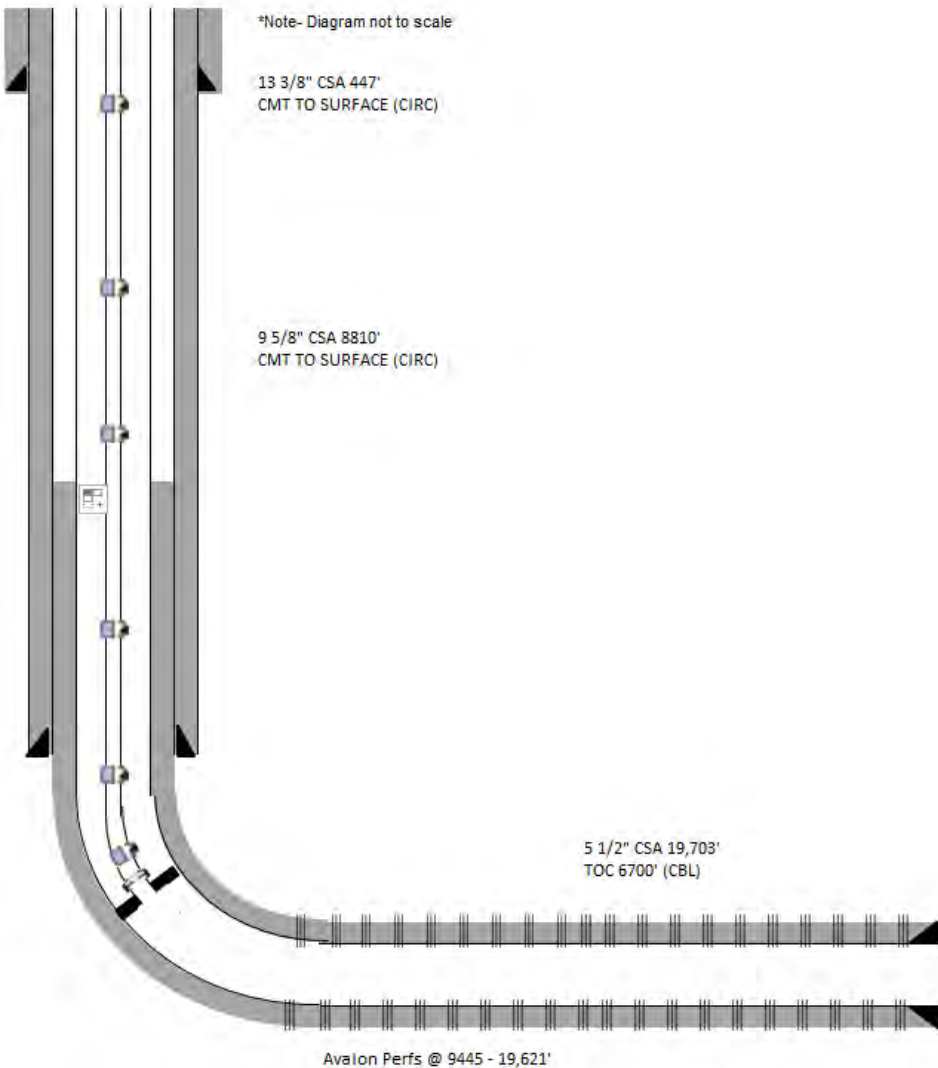 *Note- Diagram not to scale
13 3/8" CSA 447'
CMT TO SURFACE (CIRC)
9 5/8" CSA 8810'
CMT TO SURFACE (CIRC)
5 1/2" CSA 19,703'
TOC 6700' (CBL)
Avalon Perfs @ 9445 - 19,621'